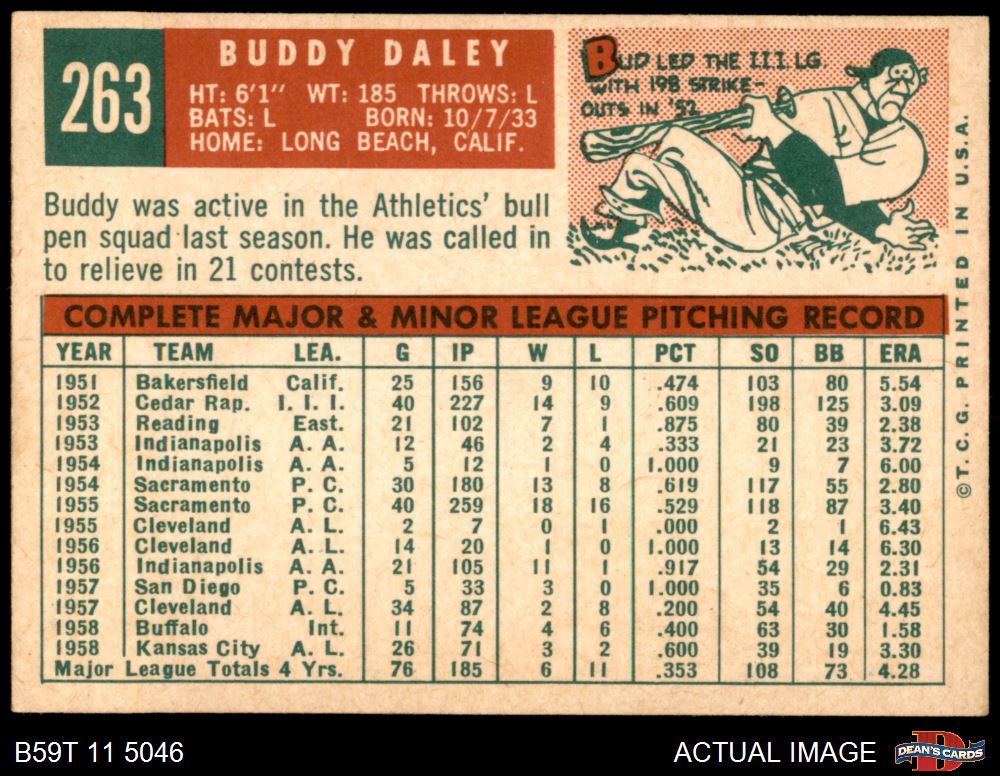 263
BUDDY DALEY
HT: 6'1" WT: 185 THROWS: L
BATS: L BORN: 10/7/33
HOME: LONG BEACH, CALIF.
BUD LED THE I.I.I. LG.
WITH 198 STRIKE-
OUTS IN '52
Buddy was active in the Athletics' bull
pen squad last season. He was called in
to relieve in 21 contests.
COMPLETE MAJOR & MINOR LEAGUE PITCHING RECORD
YEAR TEAM LEA. G IP W L PCT SO BB ERA
1951 Bakersfield Calif. 25 156 9 10 .474 103 80 5.54
1952 Cedar Rap. I. I. I. 40 227 14 9 .609 198 125 3.09
1953 Reading East. 21 102 7 1 .875 80 39 2.38
1953 Indianapolis A. A. 12 46 2 4 .333 21 23 3.72
1954 Indianapolis A. A. 5 12 1 0 1.000 9 7 6.00
1954 Sacramento P. C. 30 180 13 8 .619 117 55 2.80
1955 Sacramento P. C. 40 259 18 16 .529 118 87 3.40
1955 Cleveland A. L. 2 7 0 1 .000 2 1 6.43
1956 Cleveland A. L. 14 20 1 0 1.000 13 14 6.30
1956 Indianapolis A. A. 21 105 11 1 .917 54 29 2.31
1957 San Diego P. C. 5 33 3 0 1.000 35 6 0.83
1957 Cleveland A. L. 34 87 2 8 .200 54 40 4.45
1958 Buffalo Int. 11 74 4 6 .400 63 30 1.58
1958 Kansas City A. L. 26 71 3 2 .600 39 19 3.30
Major League Totals 4 Yrs. 76 185 6 11 .353 108 73 4.28
©T. C. G. PRINTED IN U.S.A.
B59T 11 5046
ACTUAL IMAGE
D
DEAN'S CARDS